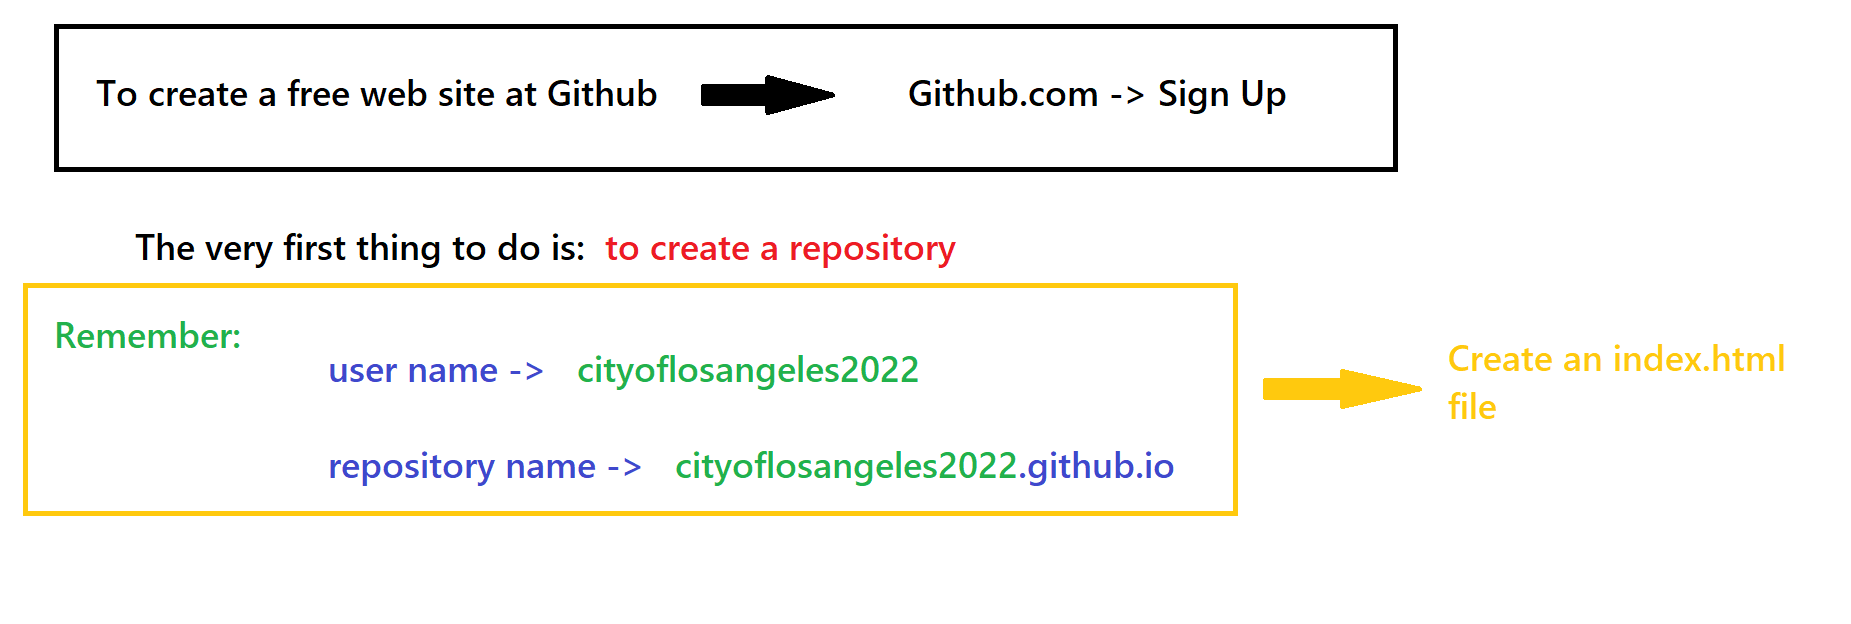 To create a free web site at Github Github.com -> Sign Up
The very first thing to do is: to create a repository
Remember:
user name -> cityoflosangeles2022
repository name -> cityoflosangeles2022.github.io
Create an index.html
file